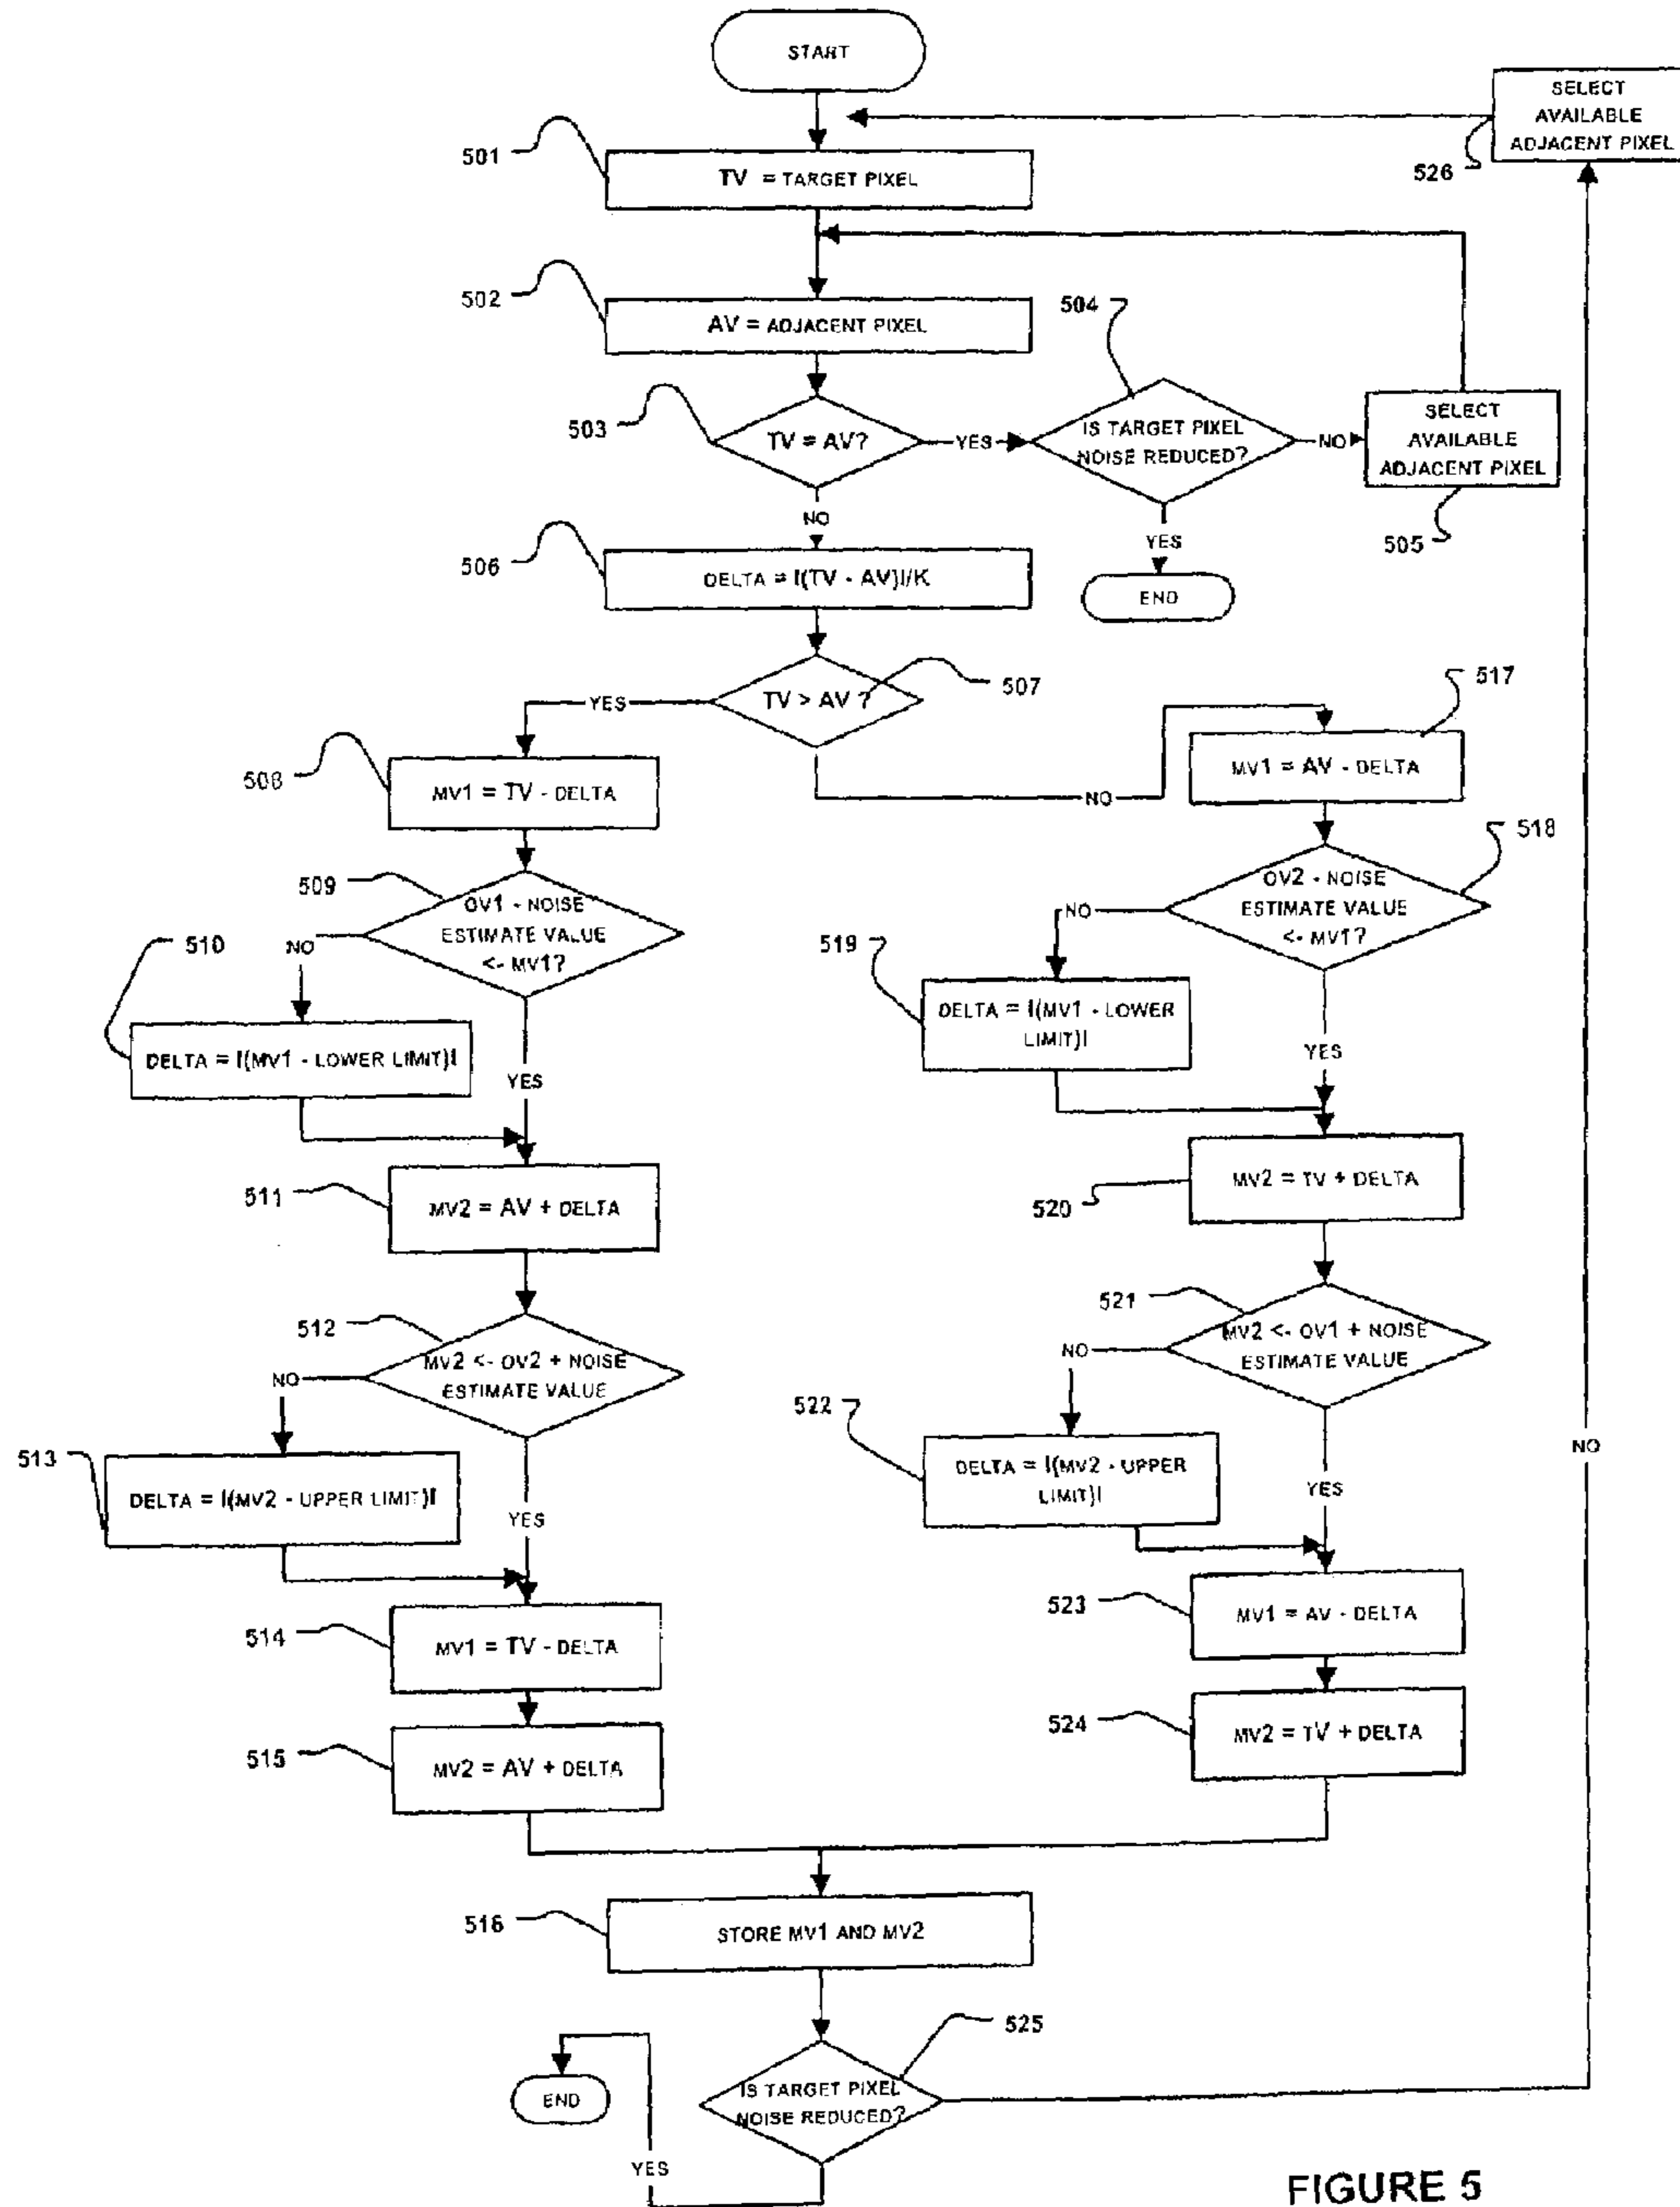 START
SELECT
AVAILABLE
ADJACENT PIXEL
526
501
TV = TARGET PIXEL
502
AV = ADJACENT PIXEL
504
503
TV = AV?
YES
IS TARGET PIXEL
NOISE REDUCED?
NO
SELECT
AVAILABLE
ADJACENT PIXEL
505
NO
YES
END
506
DELTA = |(TV - AV)|/K
TV > AV ?
507
YES
NO
508
MV1 = TV - DELTA
517
MV1 = AV - DELTA
509
OV1 - NOISE
ESTIMATE VALUE
<- MV1?
NO
YES
510
DELTA = |(MV1 - LOWER LIMIT)|
518
OV2 - NOISE
ESTIMATE VALUE
<- MV1?
NO
YES
519
DELTA = |(MV1 - LOWER
LIMIT)|
511
MV2 = AV + DELTA
520
MV2 = TV + DELTA
512
MV2 <- OV2 + NOISE
ESTIMATE VALUE
NO
YES
513
DELTA = |(MV2 - UPPER LIMIT)|
521
MV2 <- OV1 + NOISE
ESTIMATE VALUE
NO
YES
522
DELTA = |(MV2 - UPPER
LIMIT)|
NO
514
MV1 = TV - DELTA
523
MV1 = AV - DELTA
515
MV2 = AV + DELTA
524
MV2 = TV + DELTA
516
STORE MV1 AND MV2
525
IS TARGET PIXEL
NOISE REDUCED?
END
YES
FIGURE 5